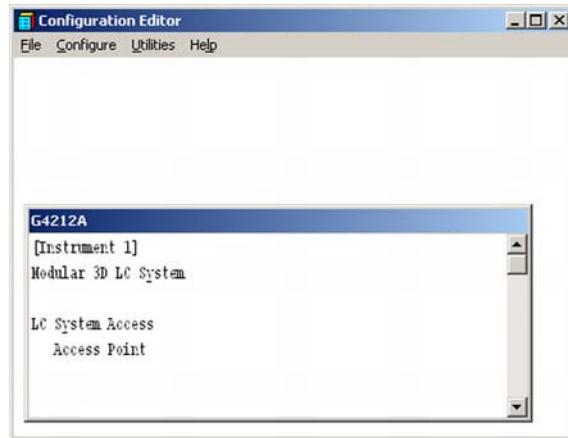 Configuration Editor
File Configure Utilities Help
G4212A
[Instrument 1]
Modular 3D LC System
LC System Access
Access Point